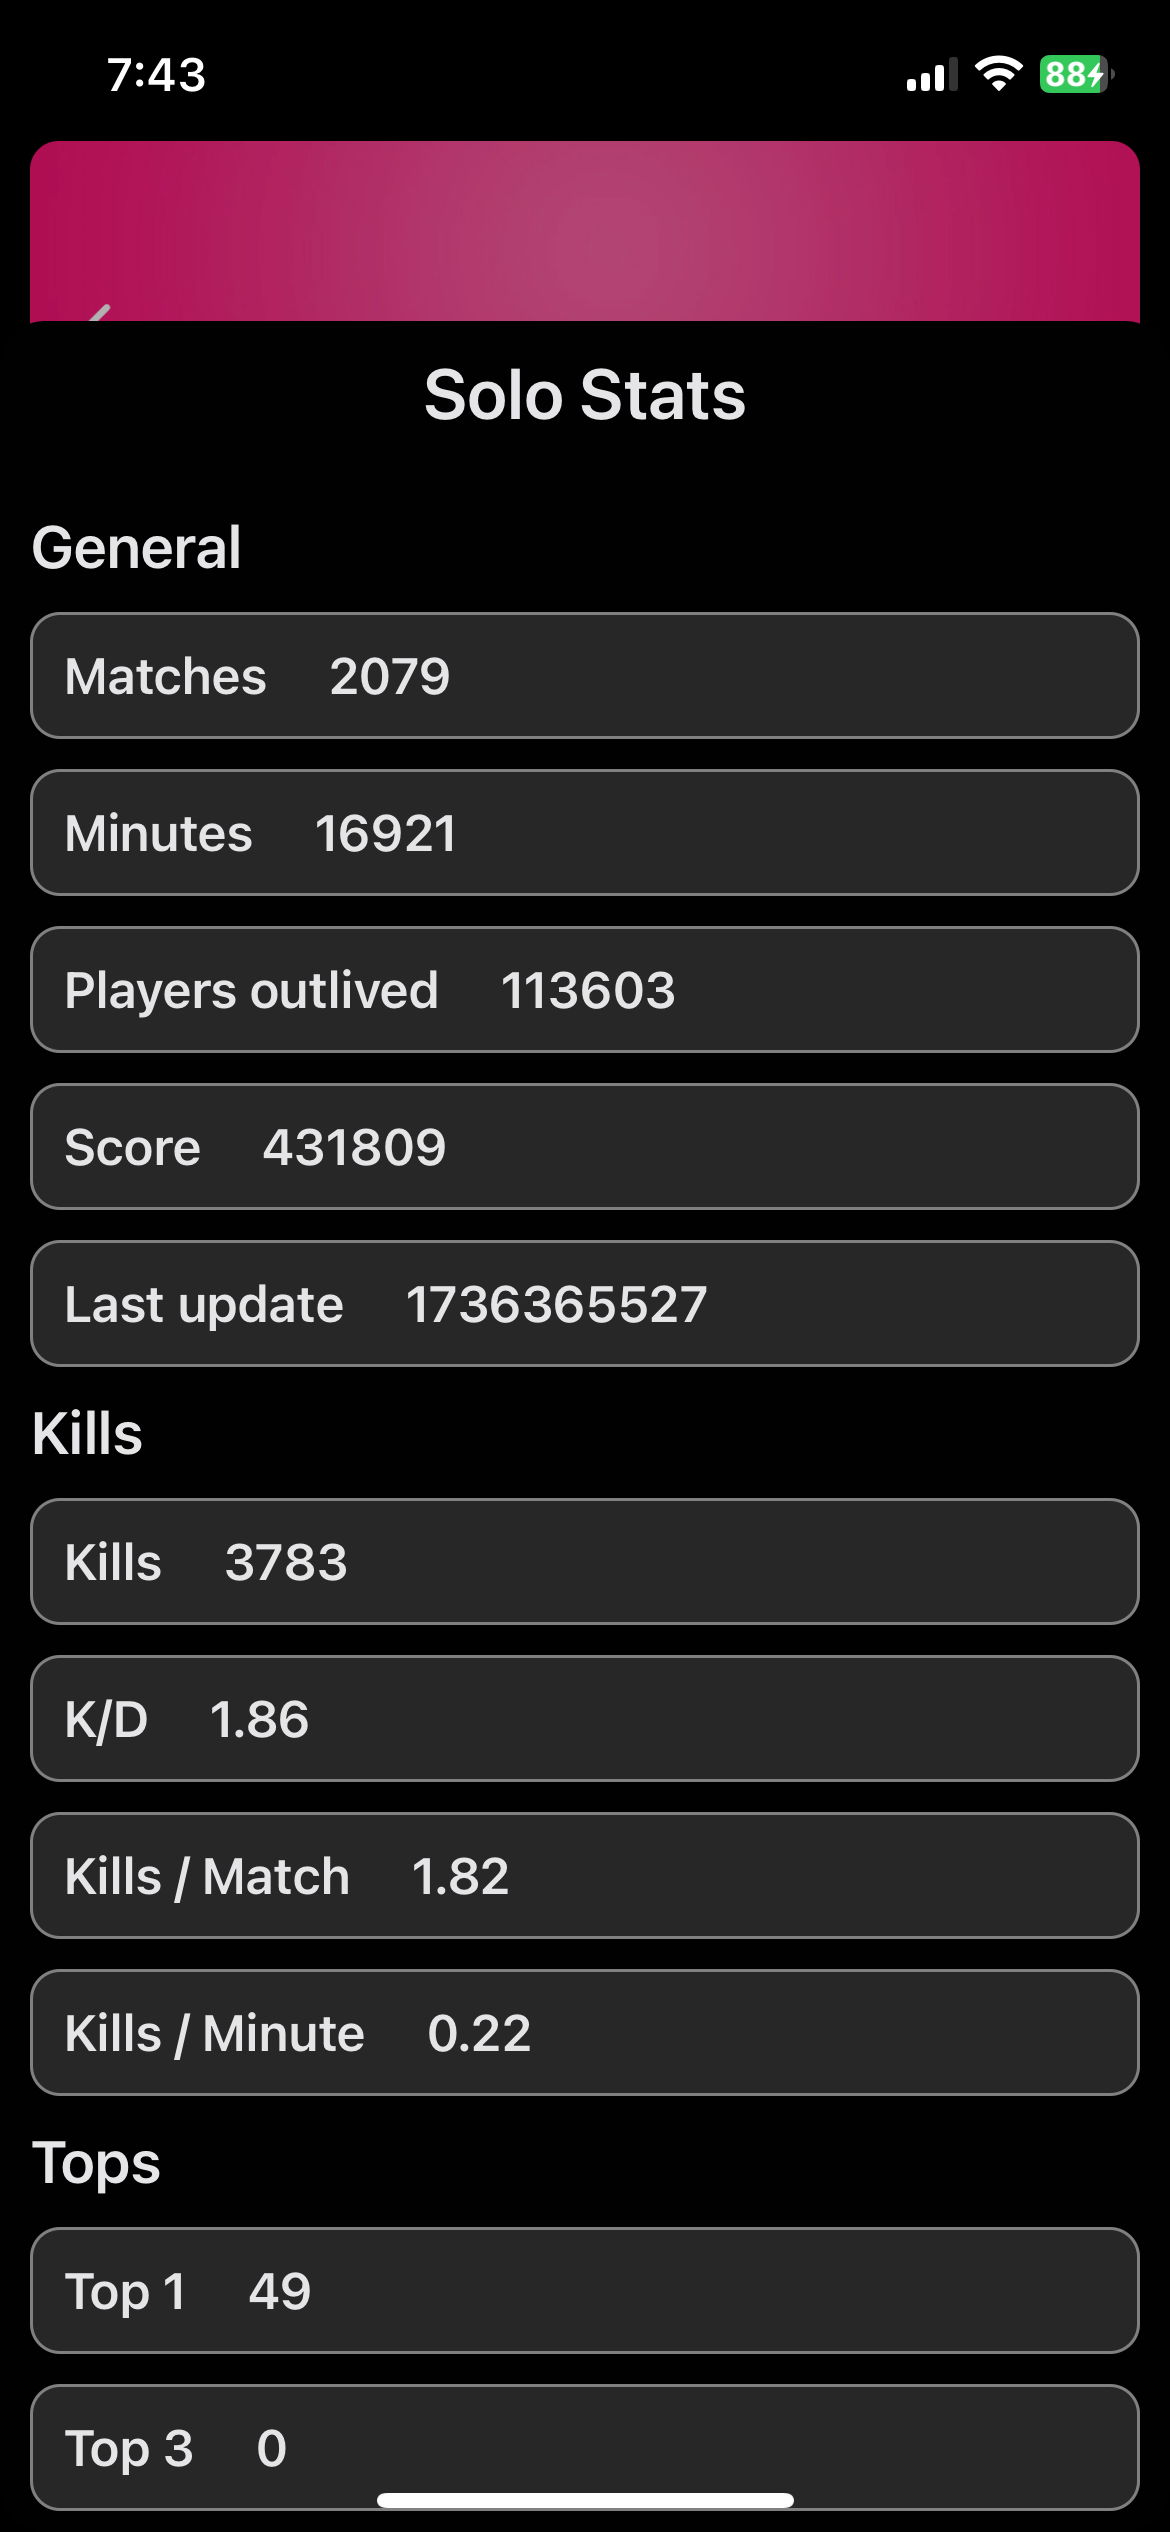 7:43
88
Solo Stats
General
Matches 2079
Minutes 16921
Players outlived 113603
Score 431809
Last update 1736365527
Kills
Kills 3783
K/D 1.86
Kills / Match 1.82
Kills / Minute 0.22
Tops
Top 1 49
Top 3 0